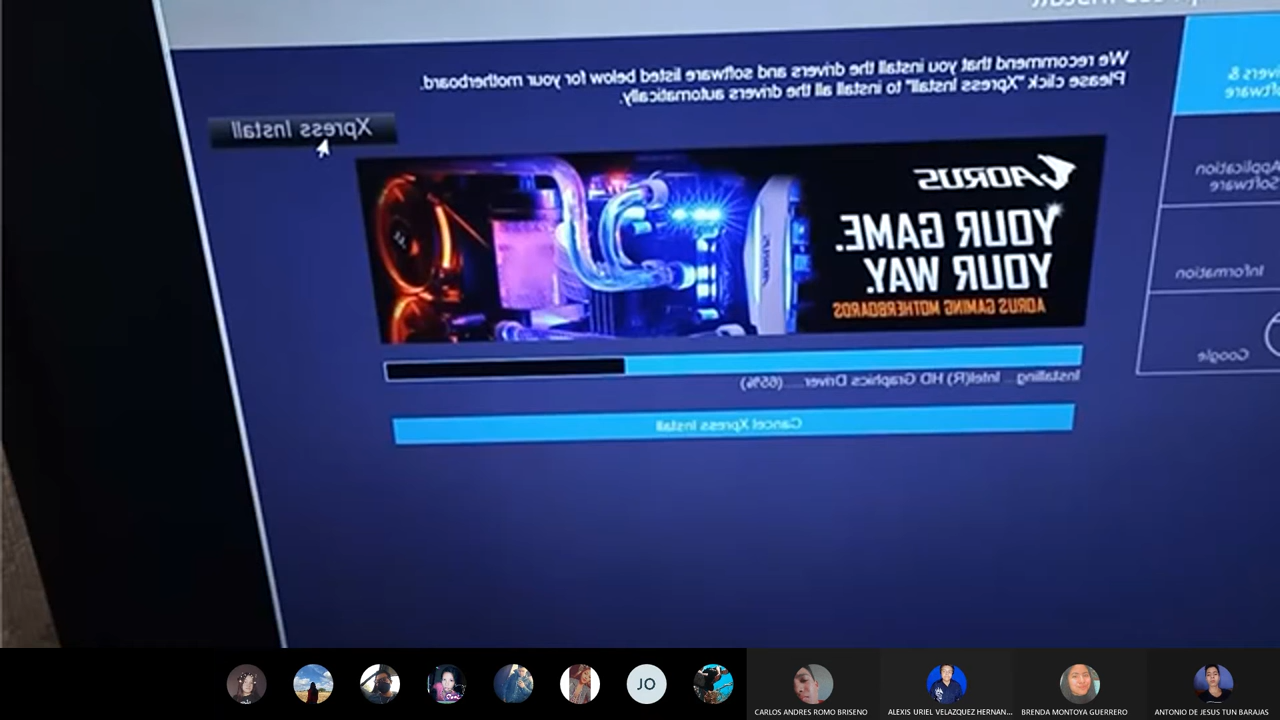 We recommend that you install the drivers and software listed below for your motherboard.
Please click "Xpress Install" to install all the drivers automatically.
Xpress Install
AORUS
YOUR GAME.
YOUR WAY.
AORUS GAMING MOTHERBOARDS
Installing... Intel(R) HD Graphics Driver..... (65%)
Cancel Xpress Install
Drivers &
Software
Application
Software
Information
Google
JO
CARLOS ANDRES ROMO BRISENO
ALEXIS URIEL VELAZQUEZ HERNAN...
BRENDA MONTOYA GUERRERO
ANTONIO DE JESUS TUN BARAJAS